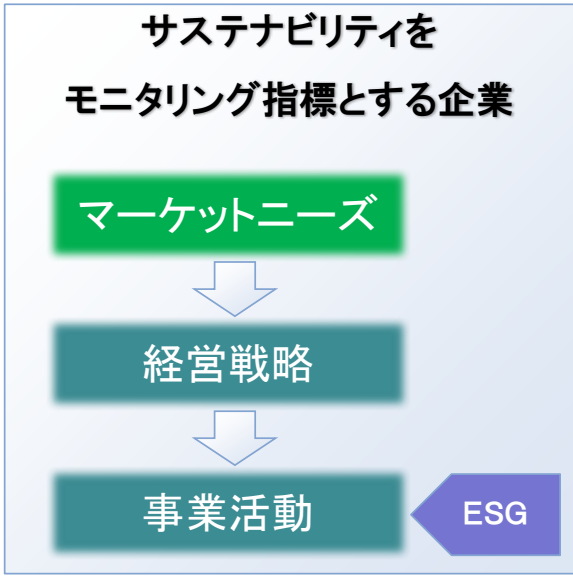 サステナビリティを
モニタリング指標とする企業
マーケットニーズ
経営戦略
事業活動
ESG